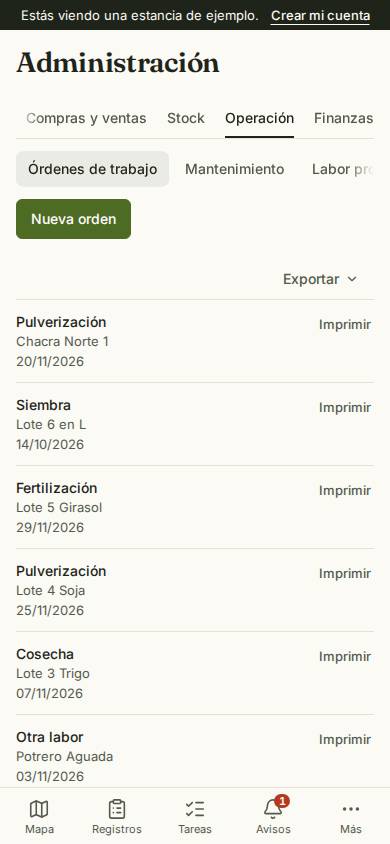 Estás viendo una estancia de ejemplo. Crear mi cuenta
Administración
Compras y ventas Stock Operación Finanzas
Órdenes de trabajo Mantenimiento Labor pro
Nueva orden
Exportar
Pulverización Imprimir
Chacra Norte 1
20/11/2026
Siembra Imprimir
Lote 6 en L
14/10/2026
Fertilización Imprimir
Lote 5 Girasol
29/11/2026
Pulverización Imprimir
Lote 4 Soja
25/11/2026
Cosecha Imprimir
Lote 3 Trigo
07/11/2026
Otra labor Imprimir
Potrero Aguada
03/11/2026
1
Mapa Registros Tareas Avisos Más